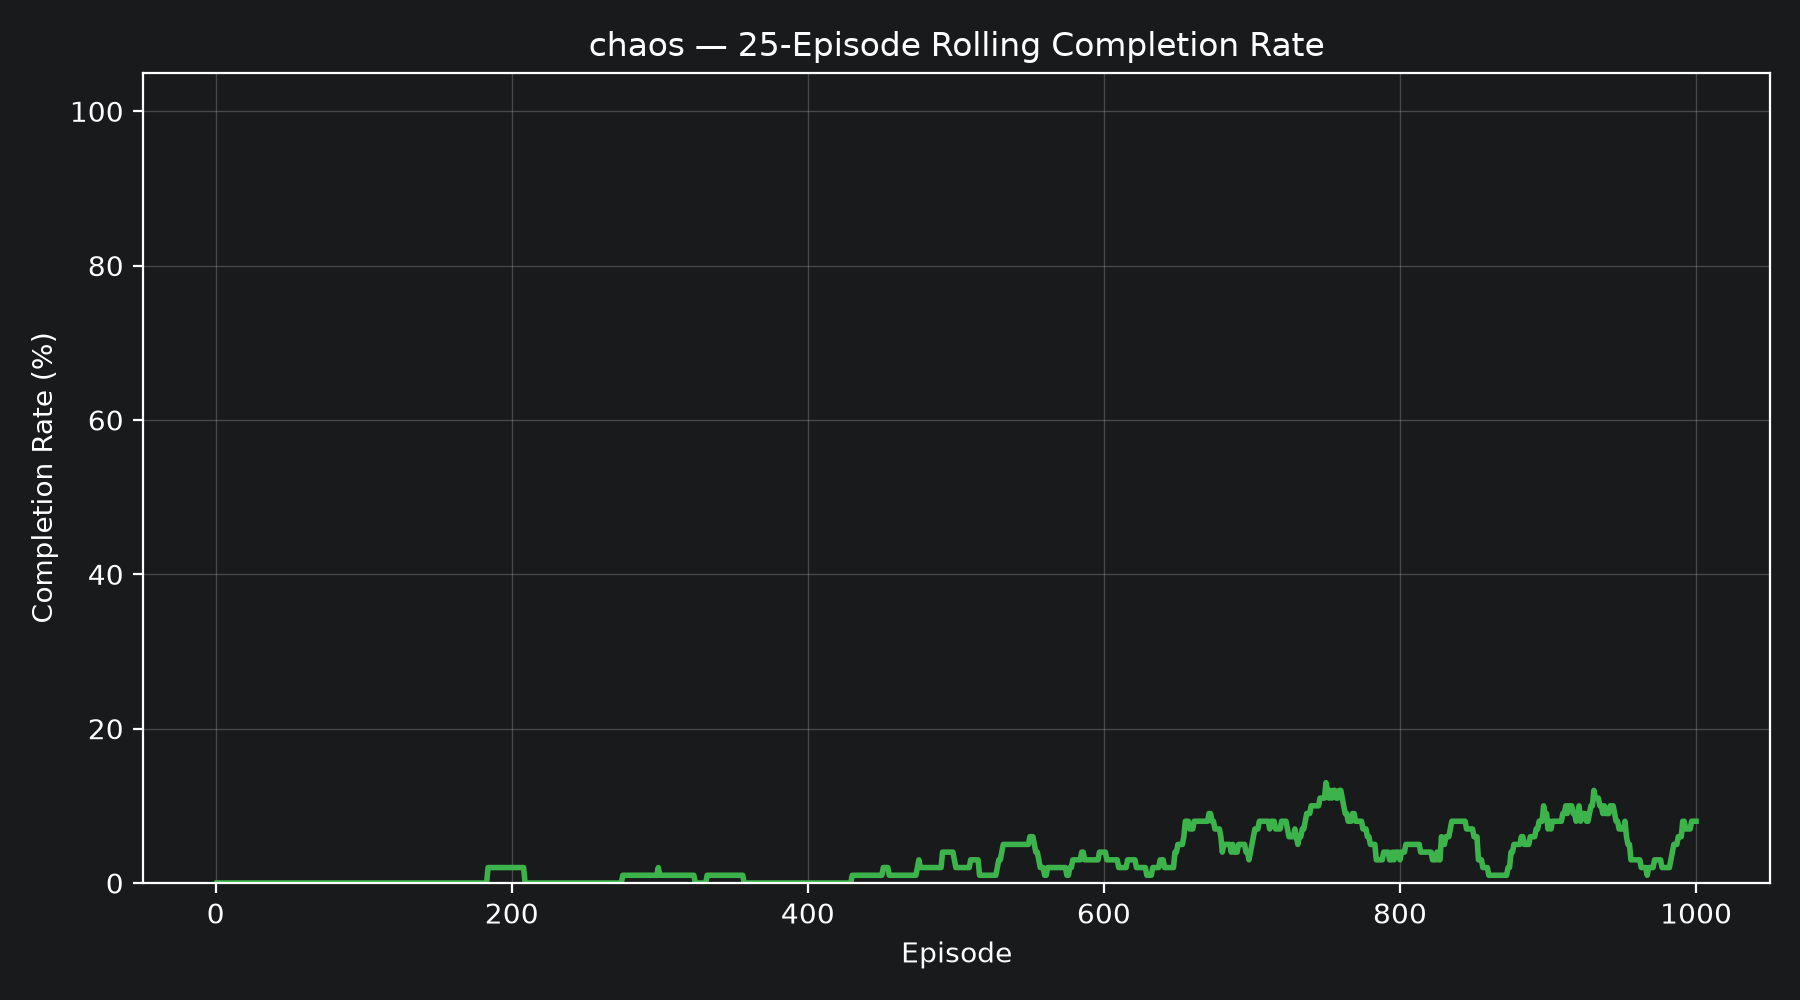 chaos — 25-Episode Rolling Completion Rate
100
80
60
40
20
0
Completion Rate (%)
0 200 400 600 800 1000
Episode